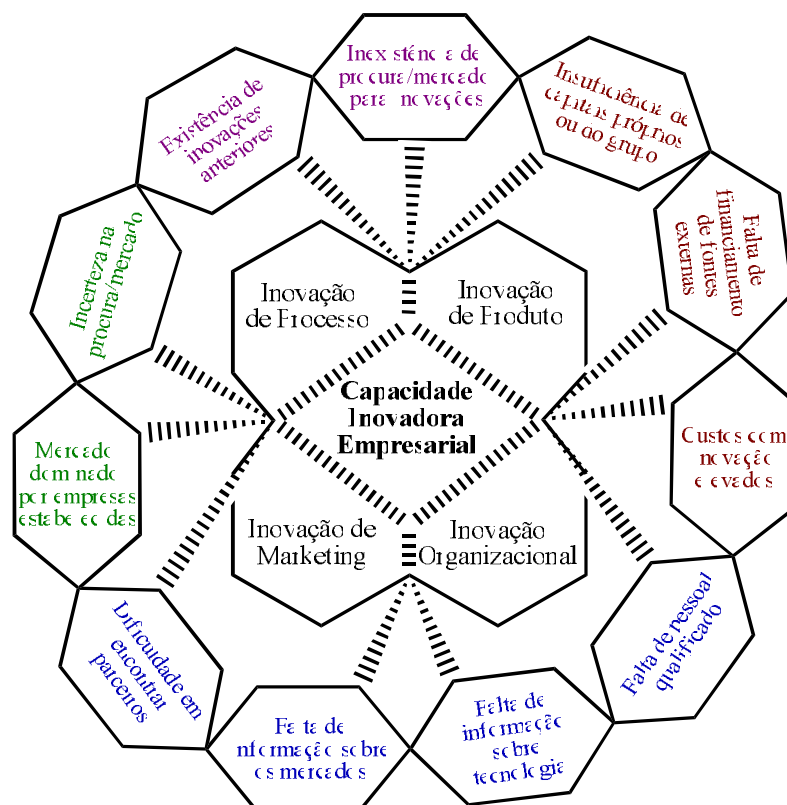 Inexistência de
procura/mercado
para inovações
Insuficiência de
capitais próprios
ou do grupo
Falta de
financiamento
de fontes
externas
Custos com
inovação
elevados
Falta de pessoal
qualificado
Falta de
informação
sobre
tecnologia
Falta de
informação sobre
os mercados
Dificuldade em
encontrar
parceiros
Mercado
dominado
por empresas
estabelecidas
Incerteza na
procura/mercado
Existência de
inovações
anteriores
Inovação
de Processo
Inovação
de Produto
Capacidade
Inovadora
Empresarial
Inovação de
Marketing
Inovação
Organizacional